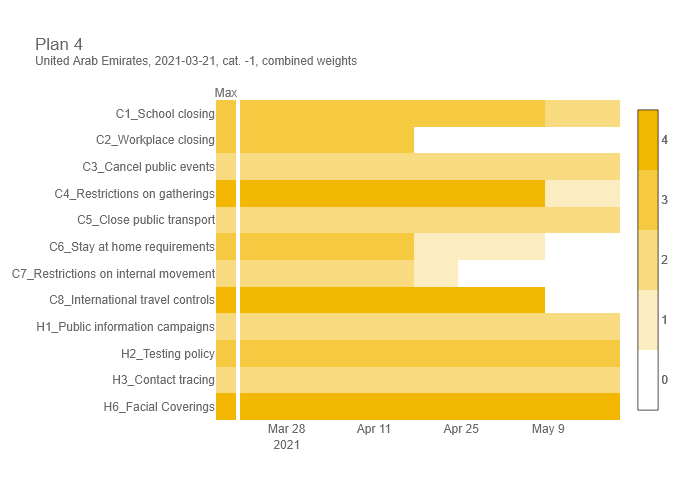 Plan 4
United Arab Emirates, 2021-03-21, cat. -1, combined weights
Max
C1_School closing
C2_Workplace closing
C3_Cancel public events
C4_Restrictions on gatherings
C5_Close public transport
C6_Stay at home requirements
C7_Restrictions on internal movement
C8_International travel controls
H1_Public information campaigns
H2_Testing policy
H3_Contact tracing
H6_Facial Coverings
Mar 28 Apr 11 Apr 25 May 9
2021
4
3
2
1
0